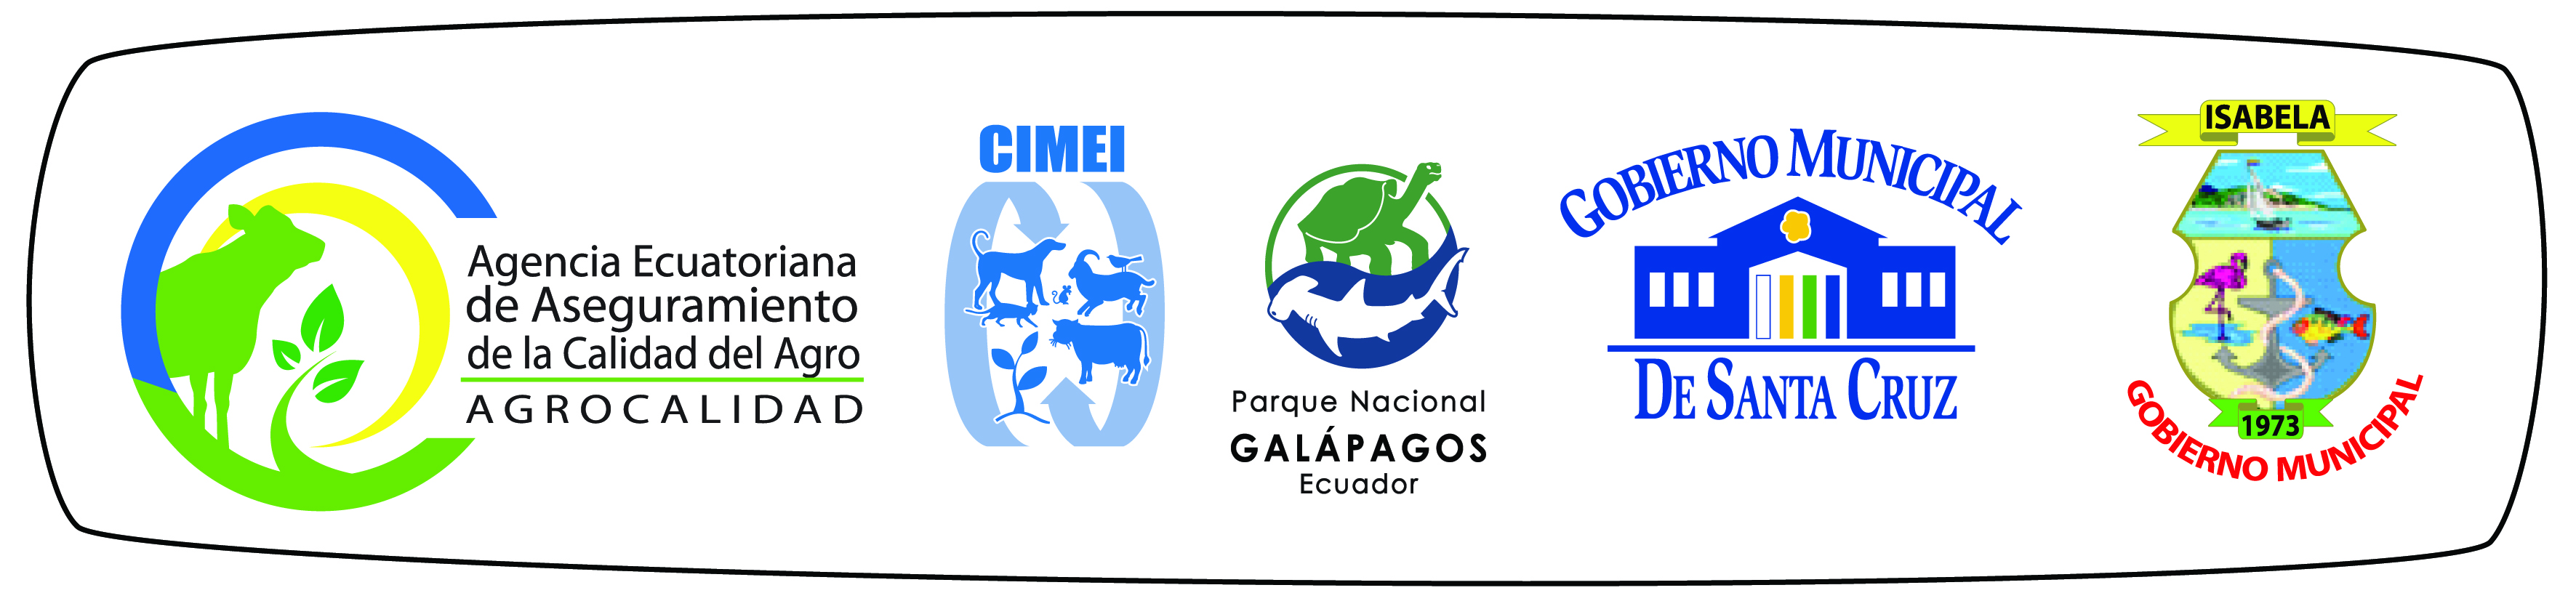 Agencia Ecuatoriana
de Aseguramiento
de la Calidad del Agro
AGROCALIDAD
CIMEI
Parque Nacional
GALÁPAGOS
Ecuador
GOBIERNO MUNICIPAL
DE SANTA CRUZ
ISABELA
1973
GOBIERNO MUNICIPAL